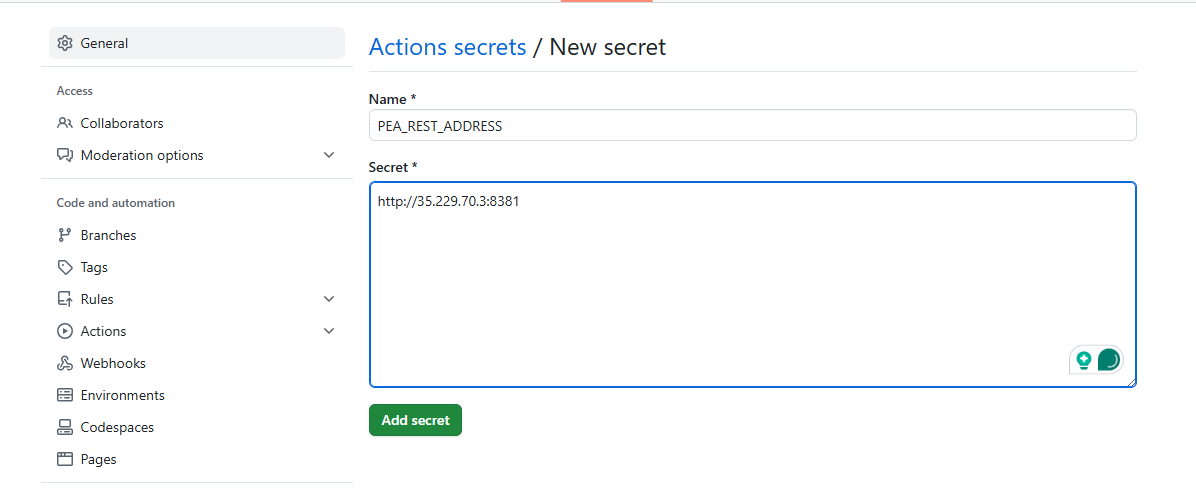 General
Access
Collaborators
Moderation options
Code and automation
Branches
Tags
Rules
Actions
Webhooks
Environments
Codespaces
Pages
Actions secrets / New secret
Name *
PEA_REST_ADDRESS
Secret *
http://35.229.70.3:8381
Add secret